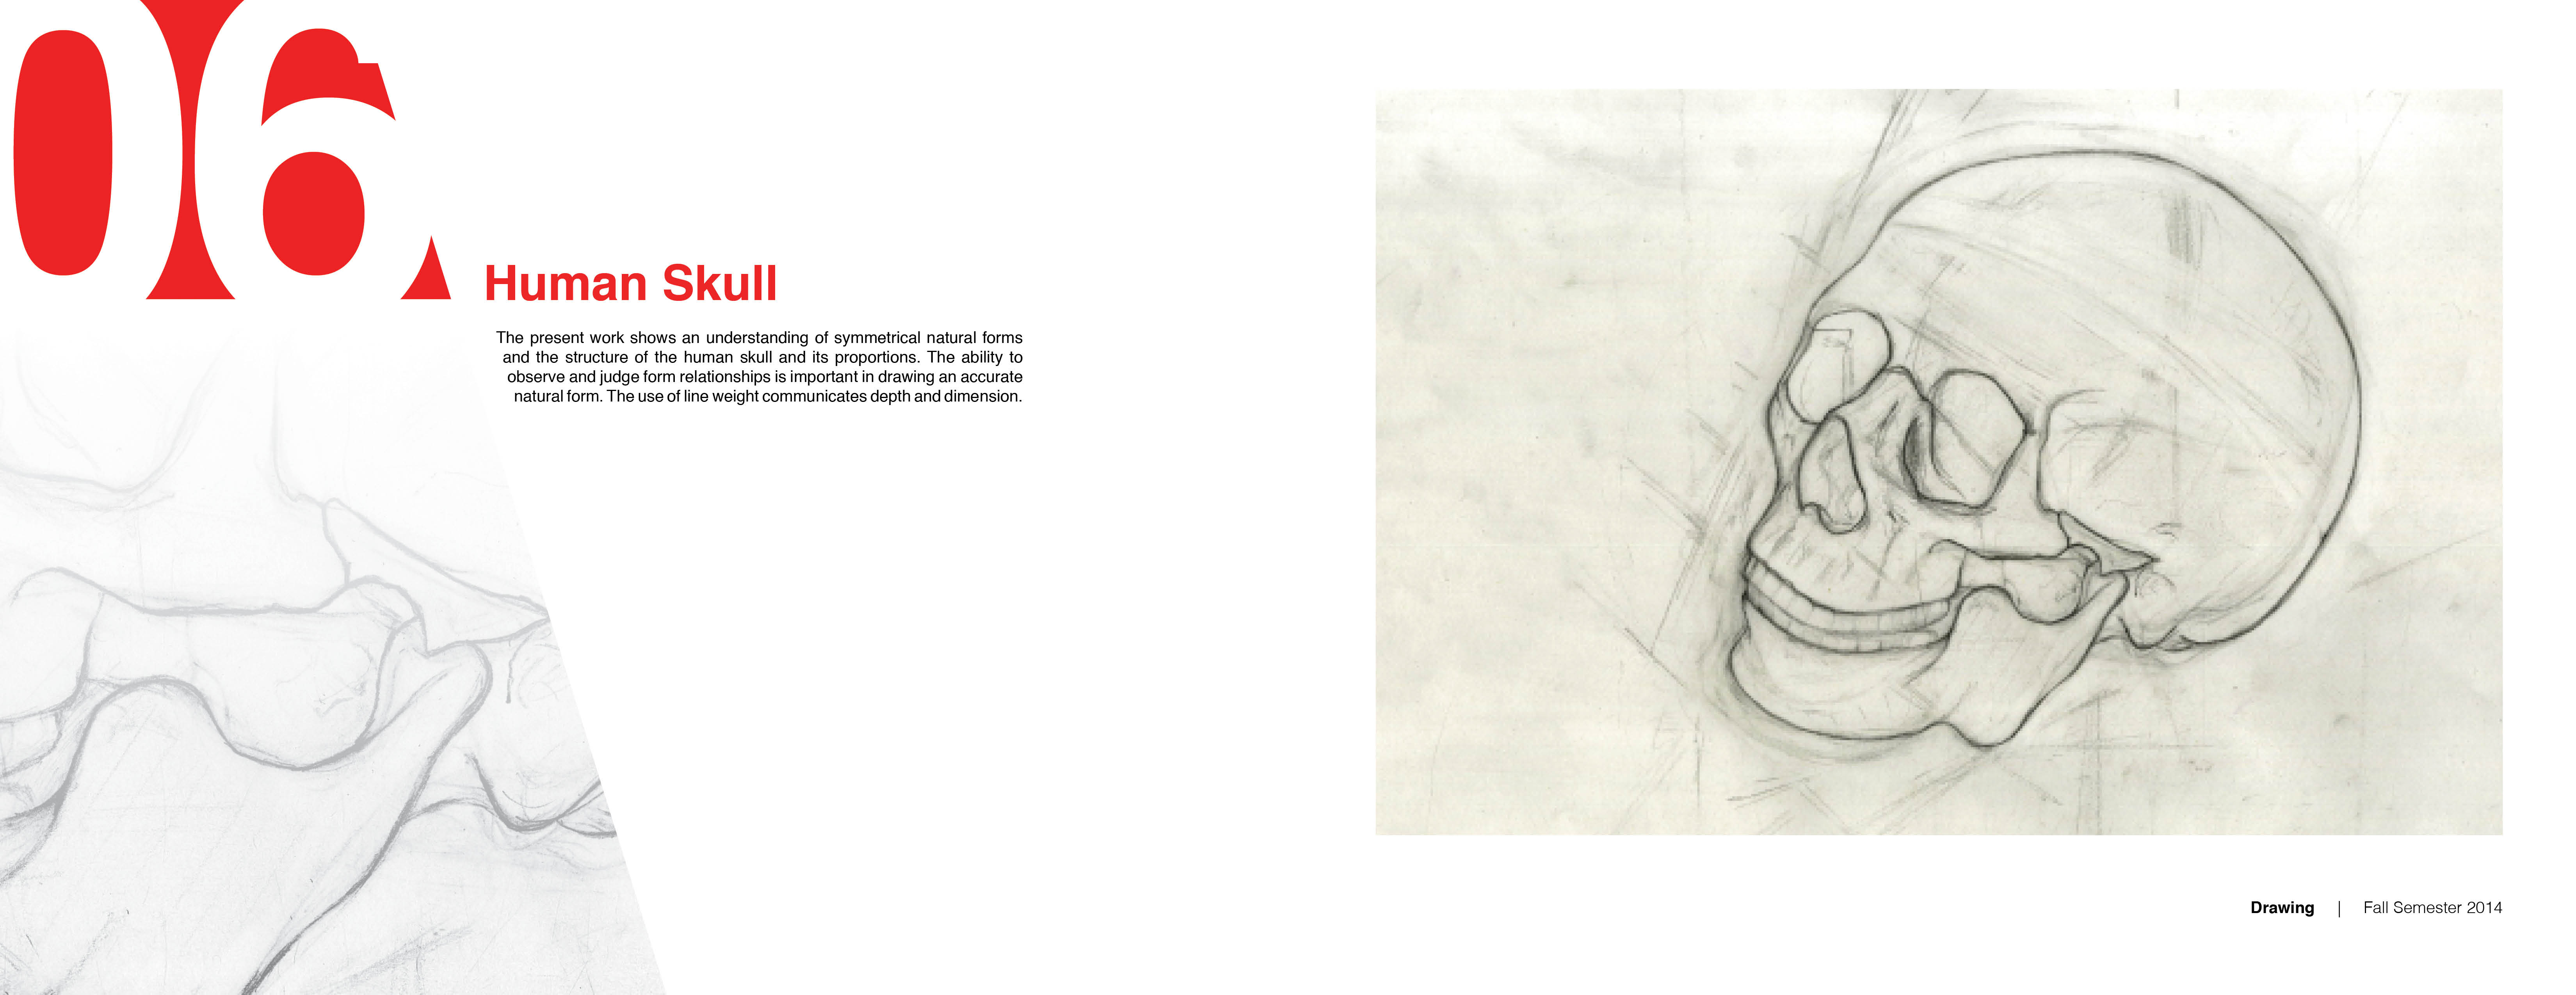 06
Human Skull
The present work shows an understanding of symmetrical natural forms
and the structure of the human skull and its proportions. The ability to
observe and judge form relationships is important in drawing an accurate
natural form. The use of line weight communicates depth and dimension.
Drawing | Fall Semester 2014